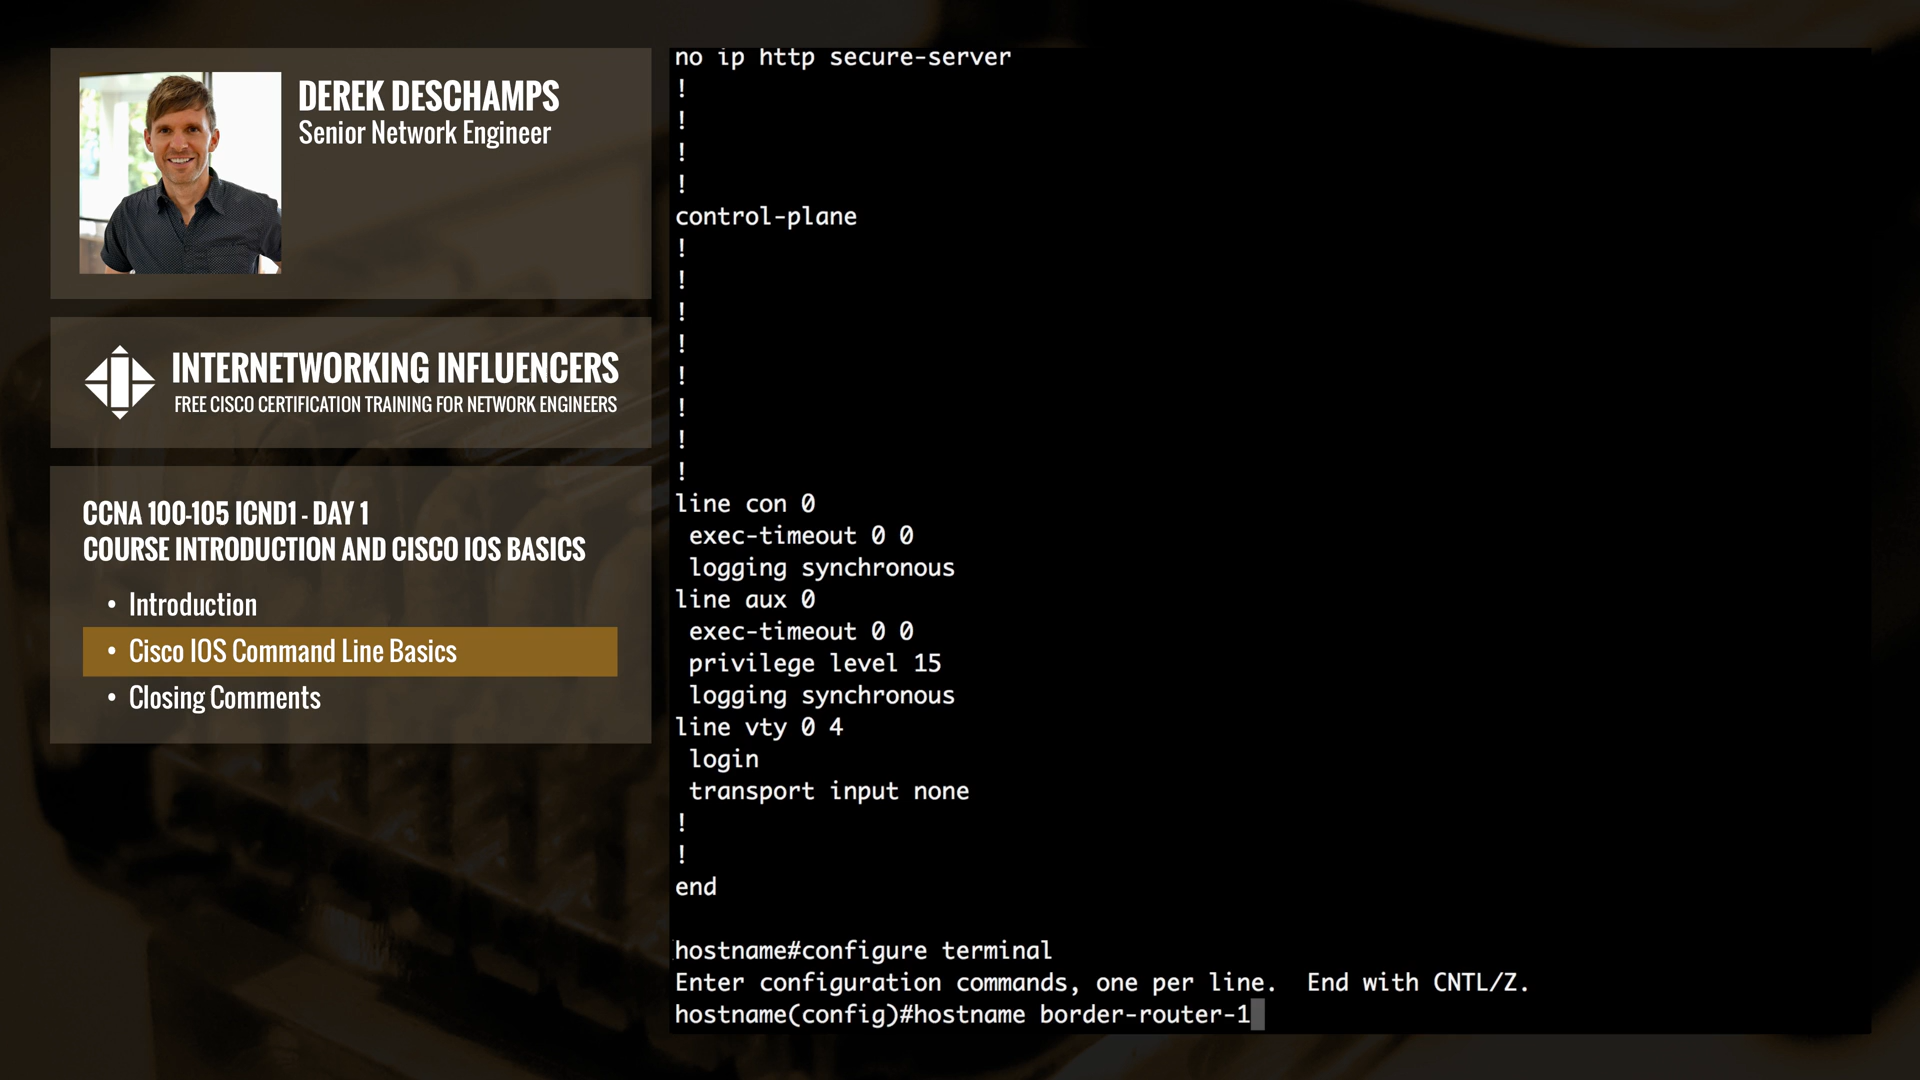 DEREK DESCHAMPS
Senior Network Engineer
INTERNETWORKING INFLUENCERS
FREE CISCO CERTIFICATION TRAINING FOR NETWORK ENGINEERS
CCNA 100-105 ICND1 - DAY 1
COURSE INTRODUCTION AND CISCO IOS BASICS
• Introduction
• Cisco IOS Command Line Basics
• Closing Comments
no ip http secure-server
!
!
!
!
control-plane
!
!
!
!
!
!
!
!
line con 0
 exec-timeout 0 0
 logging synchronous
line aux 0
 exec-timeout 0 0
 privilege level 15
 logging synchronous
line vty 0 4
 login
 transport input none
!
!
end
hostname#configure terminal
Enter configuration commands, one per line.  End with CNTL/Z.
hostname(config)#hostname border-router-1